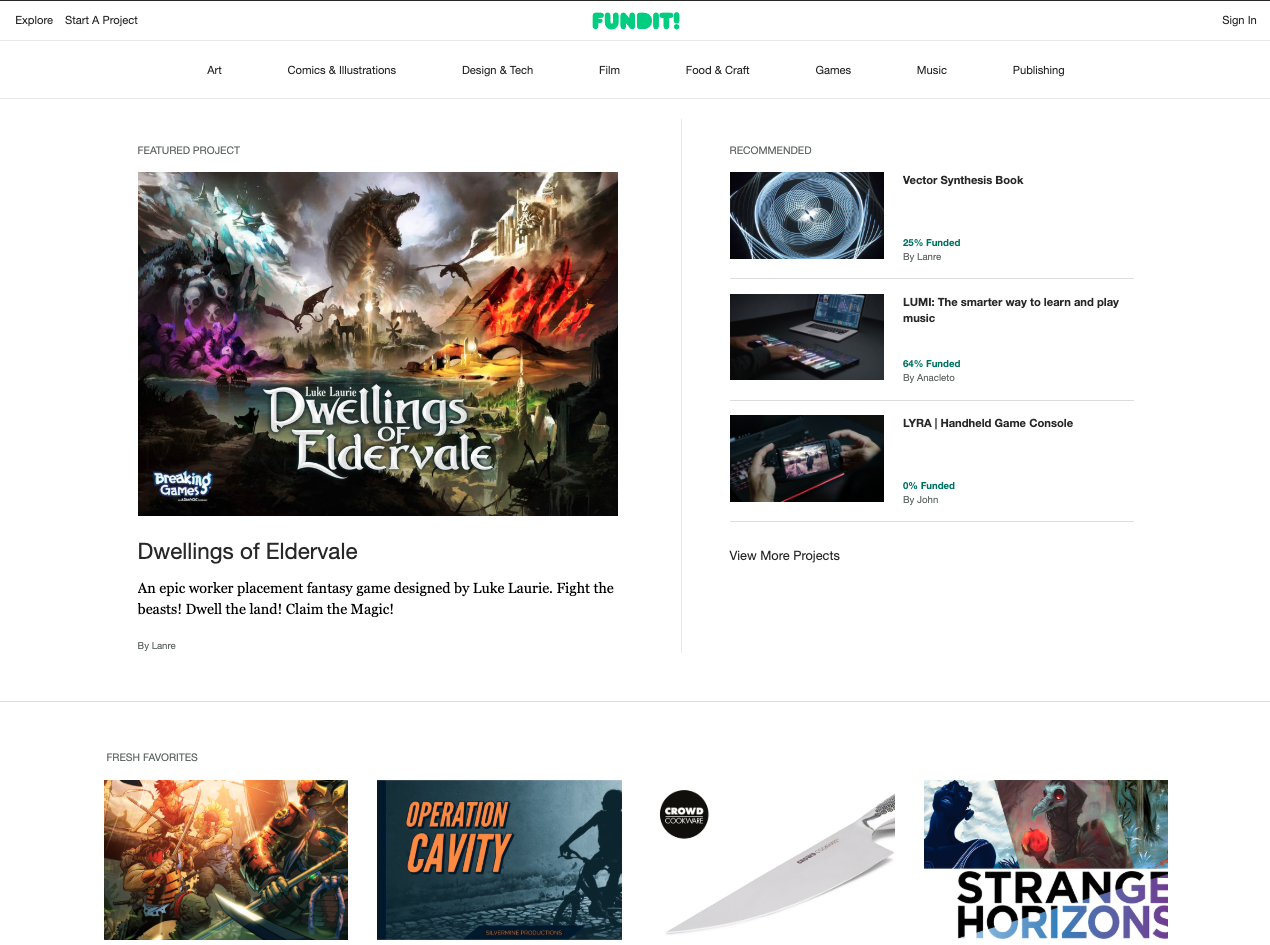 Explore Start A Project FUNDIT! Sign In
Art Comics & Illustrations Design & Tech Film Food & Craft Games Music Publishing
FEATURED PROJECT
Luke Laurie
Dwellings
OF
Eldervale
Breaking
Games
Dwellings of Eldervale
An epic worker placement fantasy game designed by Luke Laurie. Fight the
beasts! Dwell the land! Claim the Magic!
By Lanre
RECOMMENDED
Vector Synthesis Book
25% Funded
By Lanre
LUMI: The smarter way to learn and play
music
64% Funded
By Anacleto
LYRA | Handheld Game Console
0% Funded
By John
View More Projects
FRESH FAVORITES
OPERATION
CAVITY
SILVERMINE PRODUCTIONS
CROWD
COOKWARE
CROWD COOKWARE
STRANGE
HORIZONS